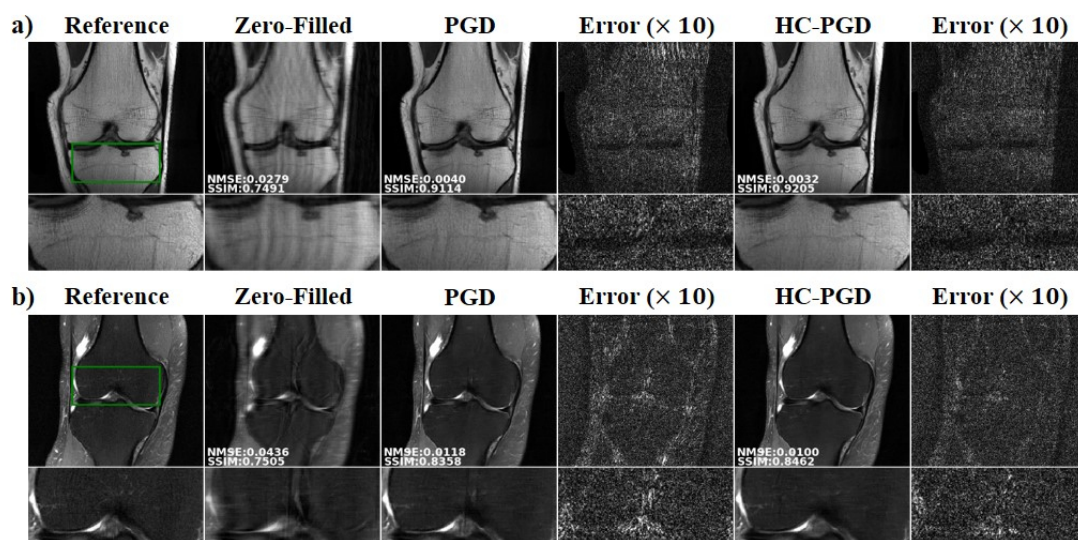 a) Reference Zero-Filled PGD Error (× 10) HC-PGD Error (× 10)
NMSE:0.0279 NMSE:0.0040 NMSE:0.0032
SSIM:0.7491 SSIM:0.9114 SSIM:0.9205
b) Reference Zero-Filled PGD Error (× 10) HC-PGD Error (× 10)
NMSE:0.0436 NMSE:0.0118 NMSE:0.0100
SSIM:0.7505 SSIM:0.8358 SSIM:0.8462